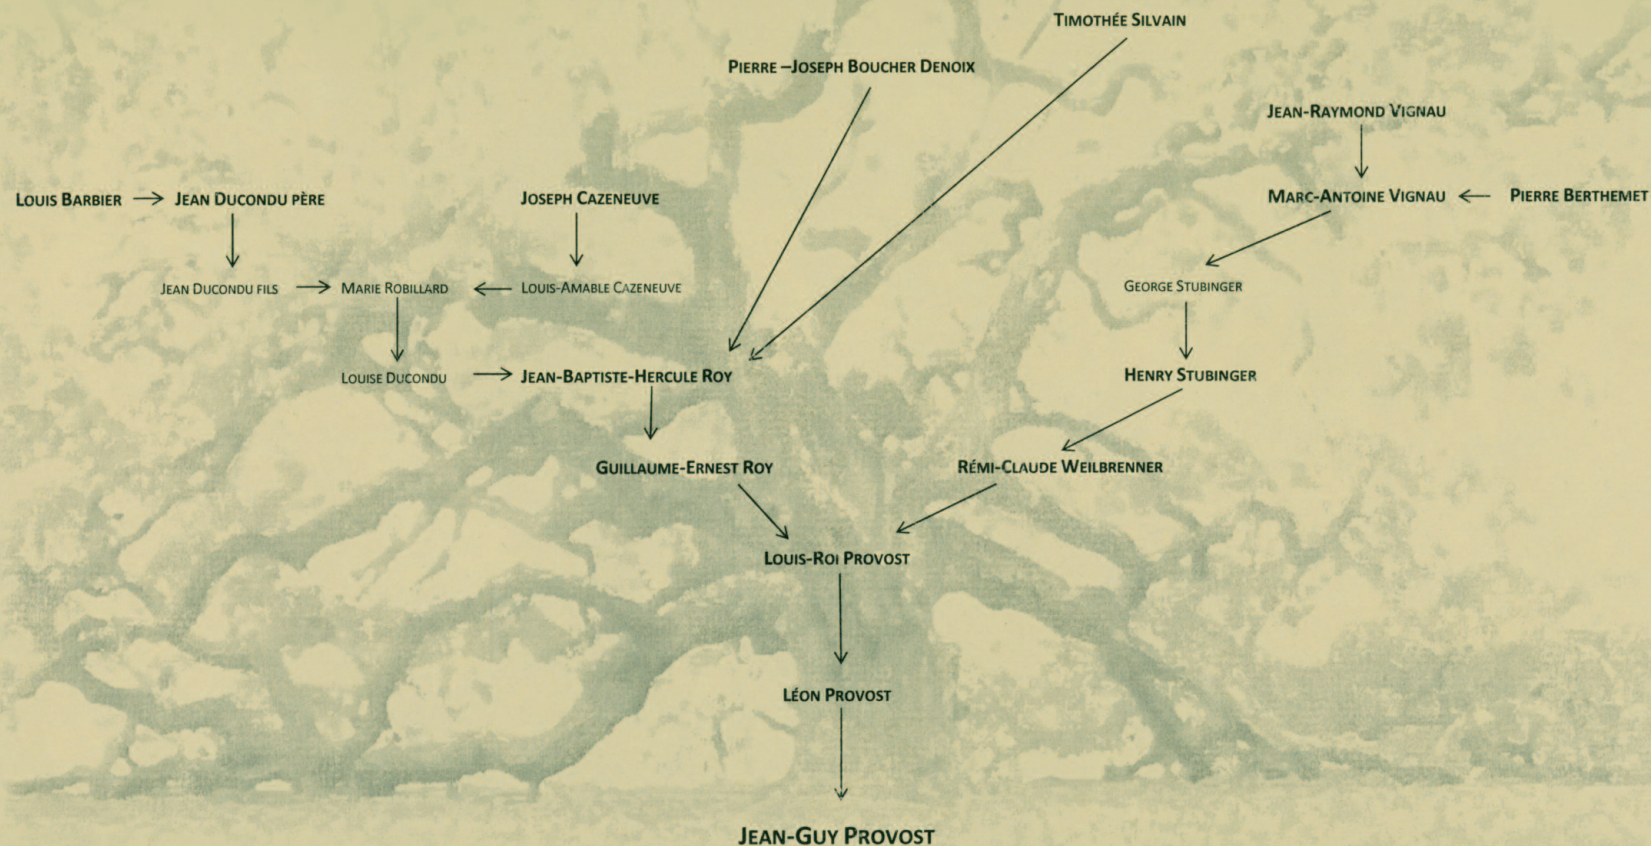 TIMOTHÉE SILVAIN
PIERRE –JOSEPH BOUCHER DENOIX
JEAN-RAYMOND VIGNAU
LOUIS BARBIER
JEAN DUCONDU PÈRE
JOSEPH CAZENEUVE
MARC-ANTOINE VIGNAU
PIERRE BERTHEMET
JEAN DUCONDU FILS
MARIE ROBILLARD
LOUIS-AMABLE CAZENEUVE
GEORGE STUBINGER
LOUISE DUCONDU
JEAN-BAPTISTE-HERCULE ROY
HENRY STUBINGER
GUILLAUME-ERNEST ROY
RÉMI-CLAUDE WEILBRENNER
LOUIS-ROI PROVOST
LÉON PROVOST
JEAN-GUY PROVOST